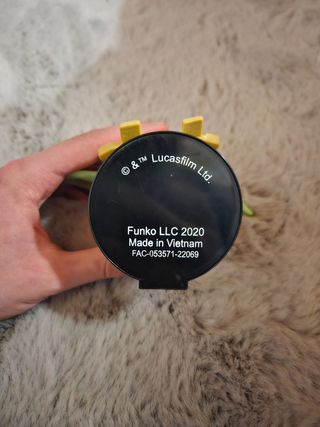 © &™ Lucasfilm Ltd.
Funko LLC 2020
Made in Vietnam
FAC-053571-22069